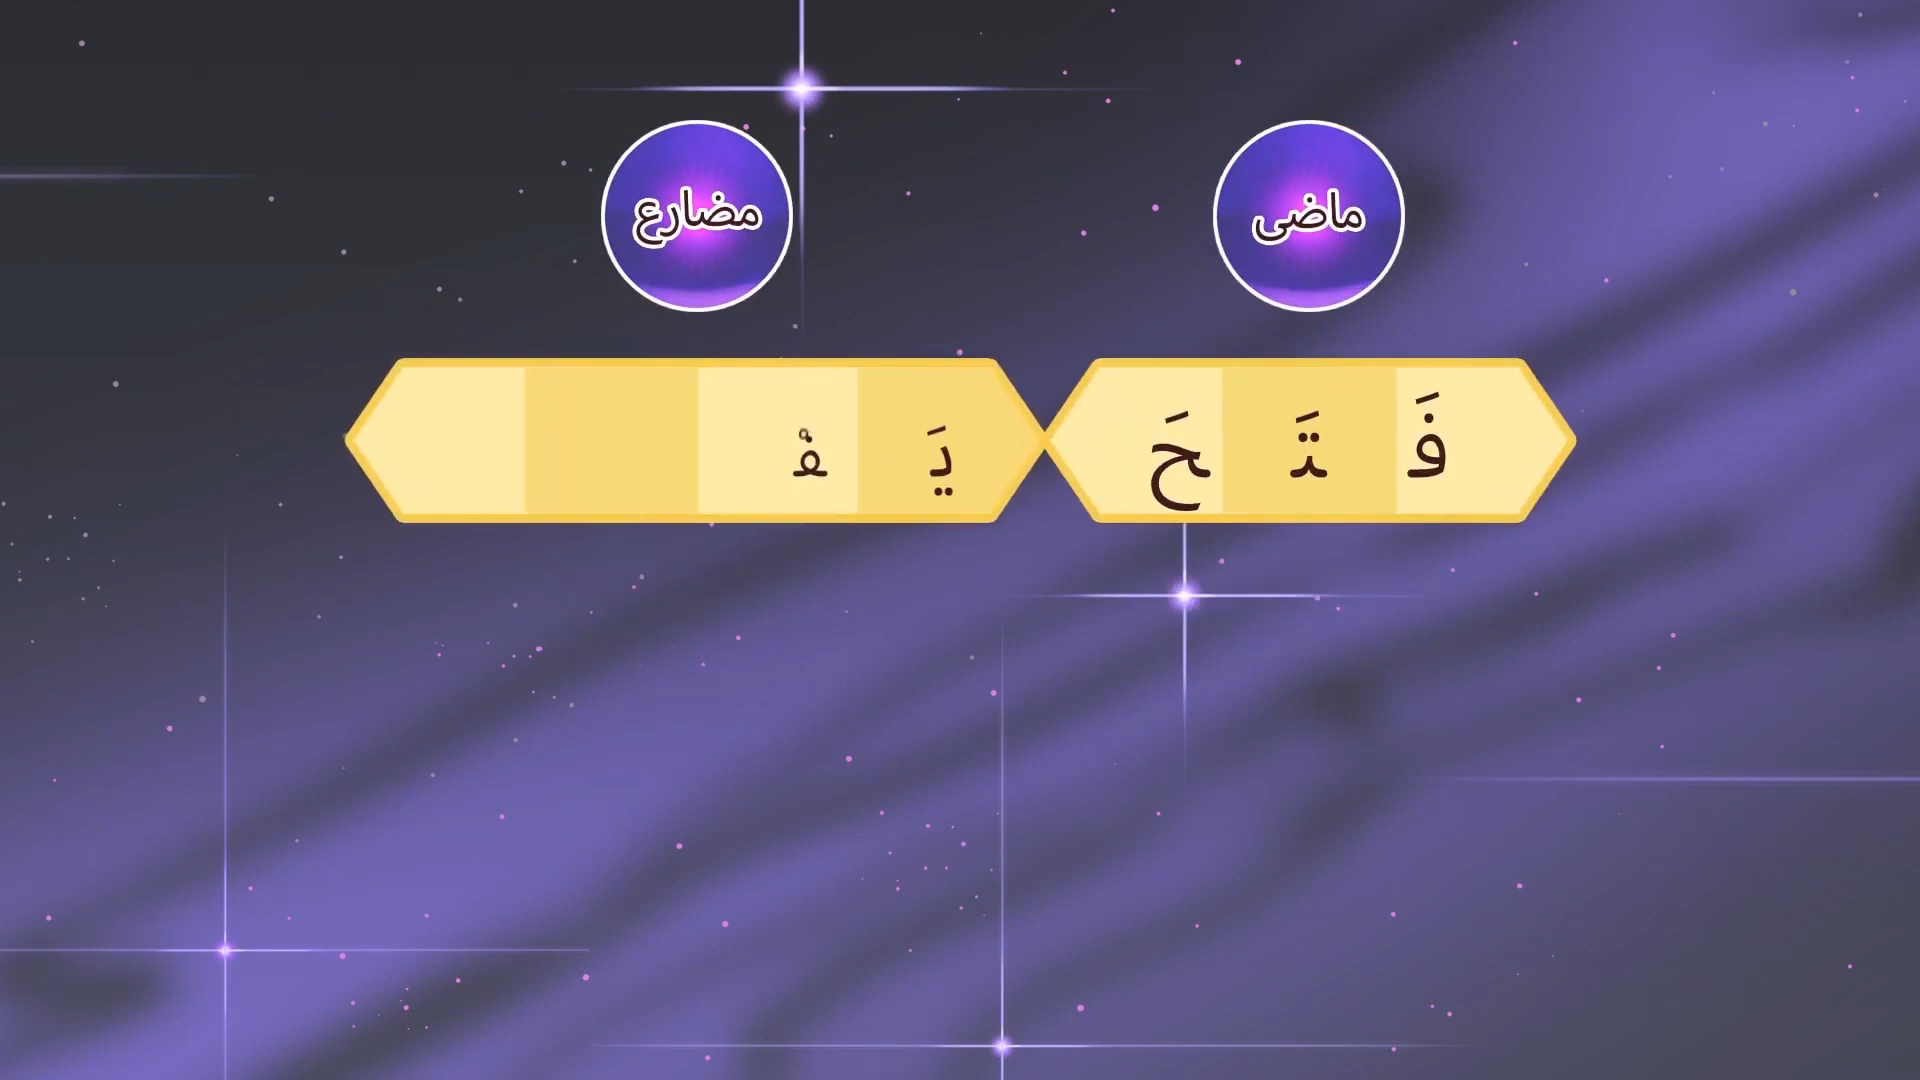 ماضی مضارع
فَ تَ حَ يَ فْ